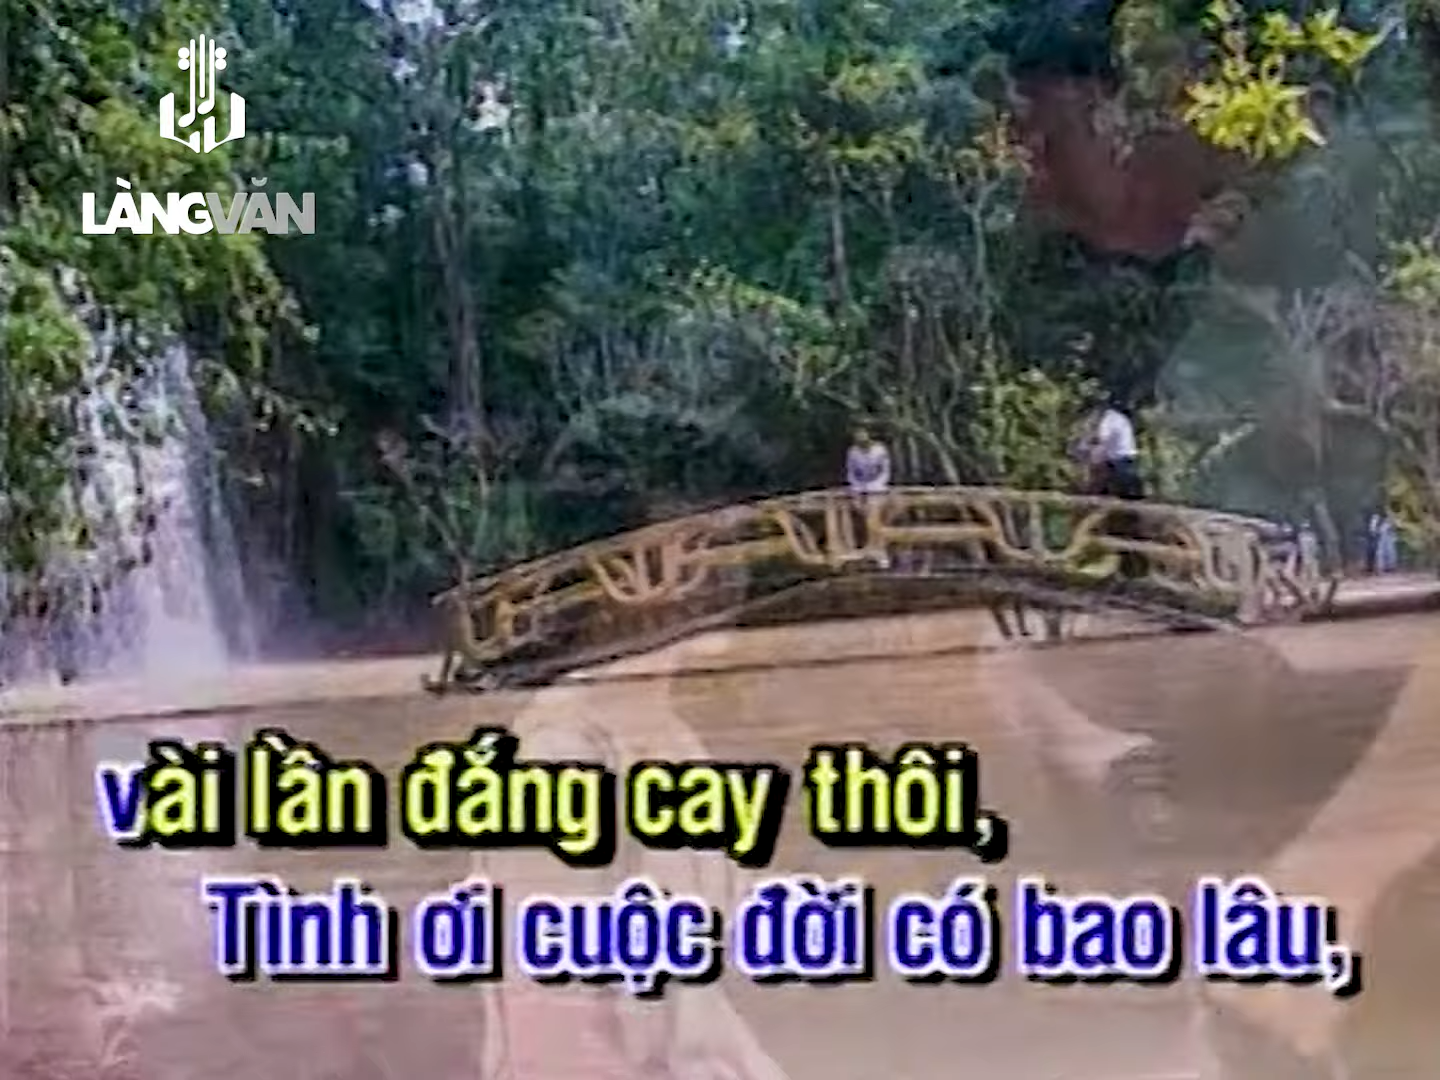 LÀNGVĂN
vài lần đắng cay thôi,
Tình ơi cuộc đời có bao lâu,